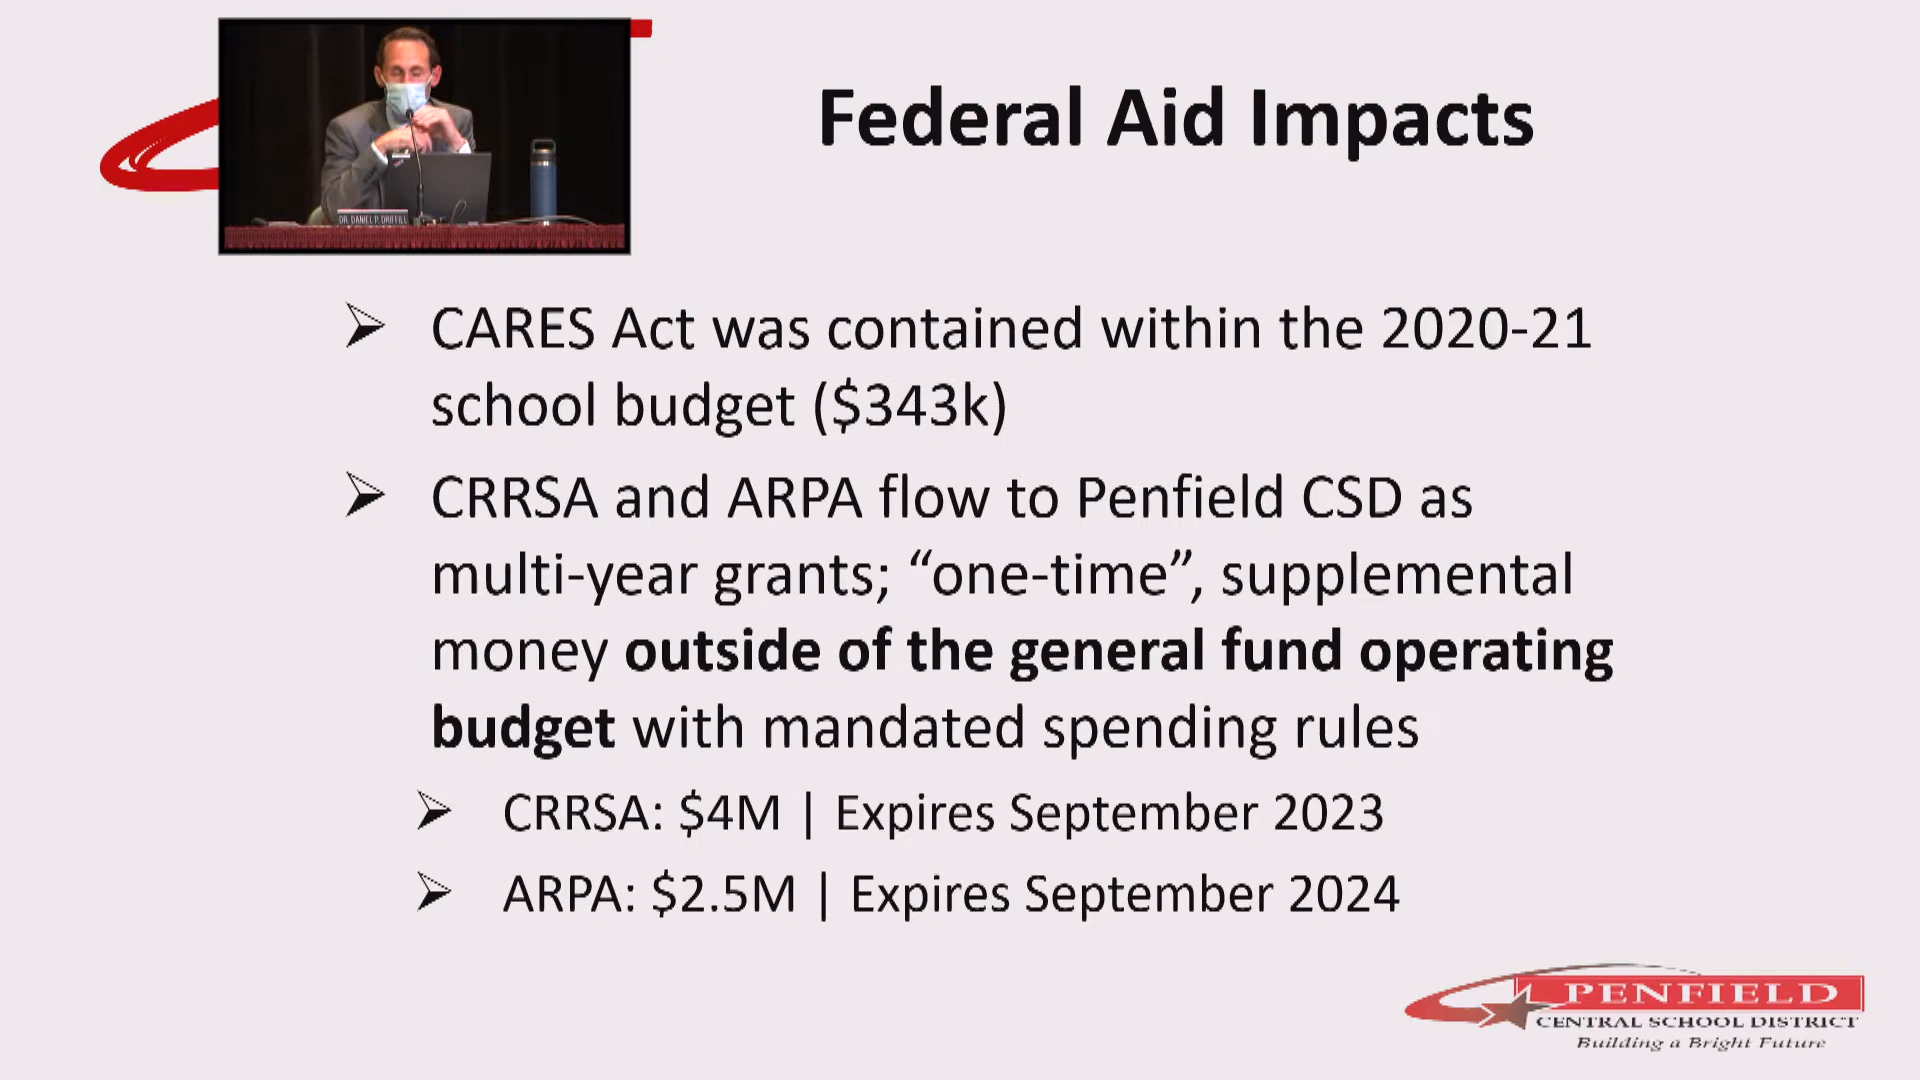 Federal Aid Impacts
DR. DANIEL P. DRIFFILL
CARES Act was contained within the 2020-21
school budget ($343k)
CRRSA and ARPA flow to Penfield CSD as
multi-year grants; “one-time”, supplemental
money outside of the general fund operating
budget with mandated spending rules
CRRSA: $4M | Expires September 2023
ARPA: $2.5M | Expires September 2024
PENFIELD
CENTRAL SCHOOL DISTRICT
Building a Bright Future